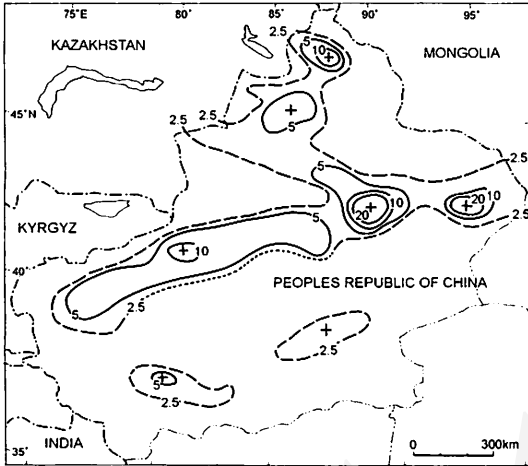 75°E 80° 85° 90° 95°
2.5
5 10
KAZAKHSTAN
MONGOLIA
45°N
2.5
5
2.5
5
2.5
10
20
20 10
2.5
KYRGYZ
5
10
40
PEOPLES REPUBLIC OF CHINA
5
2.5
2.5
5
2.5
INDIA
35°
0 300km